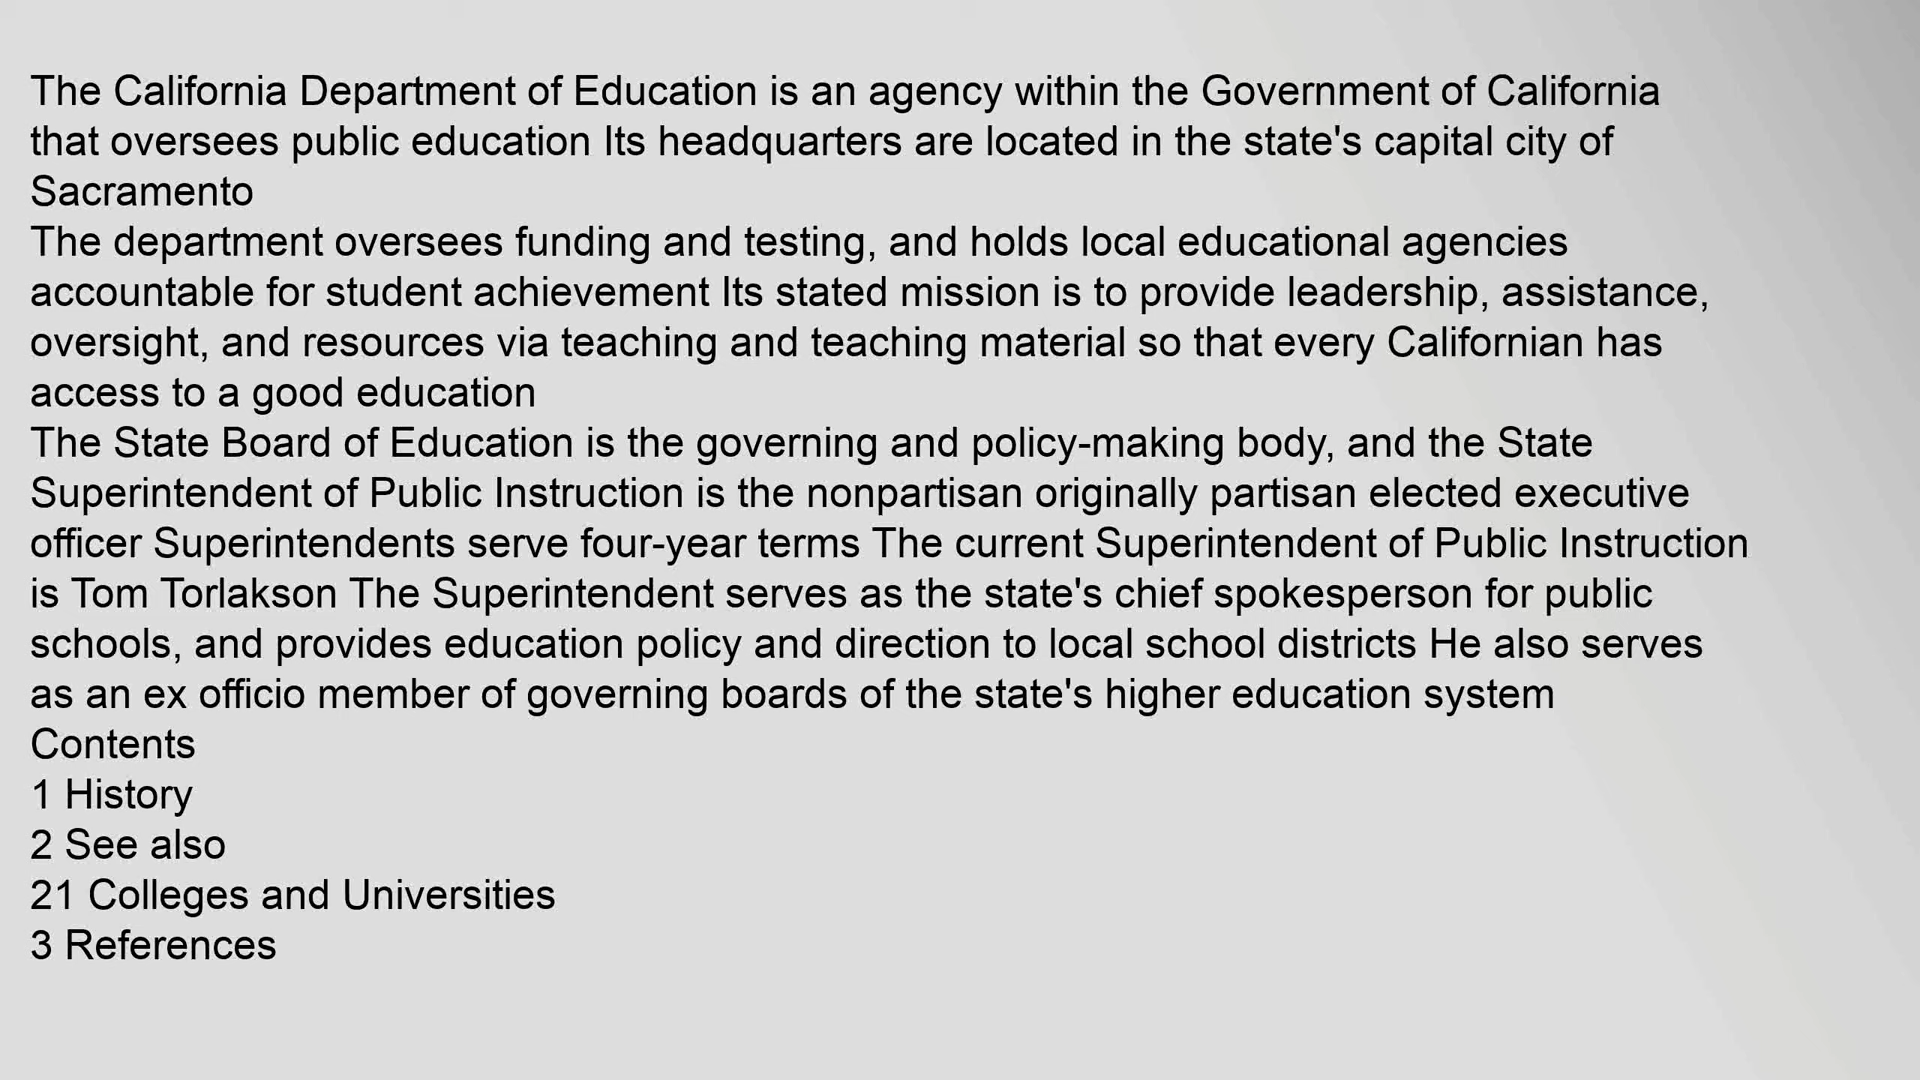 The California Department of Education is an agency within the Government of California
that oversees public education Its headquarters are located in the state's capital city of
Sacramento
The department oversees funding and testing, and holds local educational agencies
accountable for student achievement Its stated mission is to provide leadership, assistance,
oversight, and resources via teaching and teaching material so that every Californian has
access to a good education
The State Board of Education is the governing and policy-making body, and the State
Superintendent of Public Instruction is the nonpartisan originally partisan elected executive
officer Superintendents serve four-year terms The current Superintendent of Public Instruction
is Tom Torlakson The Superintendent serves as the state's chief spokesperson for public
schools, and provides education policy and direction to local school districts He also serves
as an ex officio member of governing boards of the state's higher education system
Contents
1 History
2 See also
21 Colleges and Universities
3 References